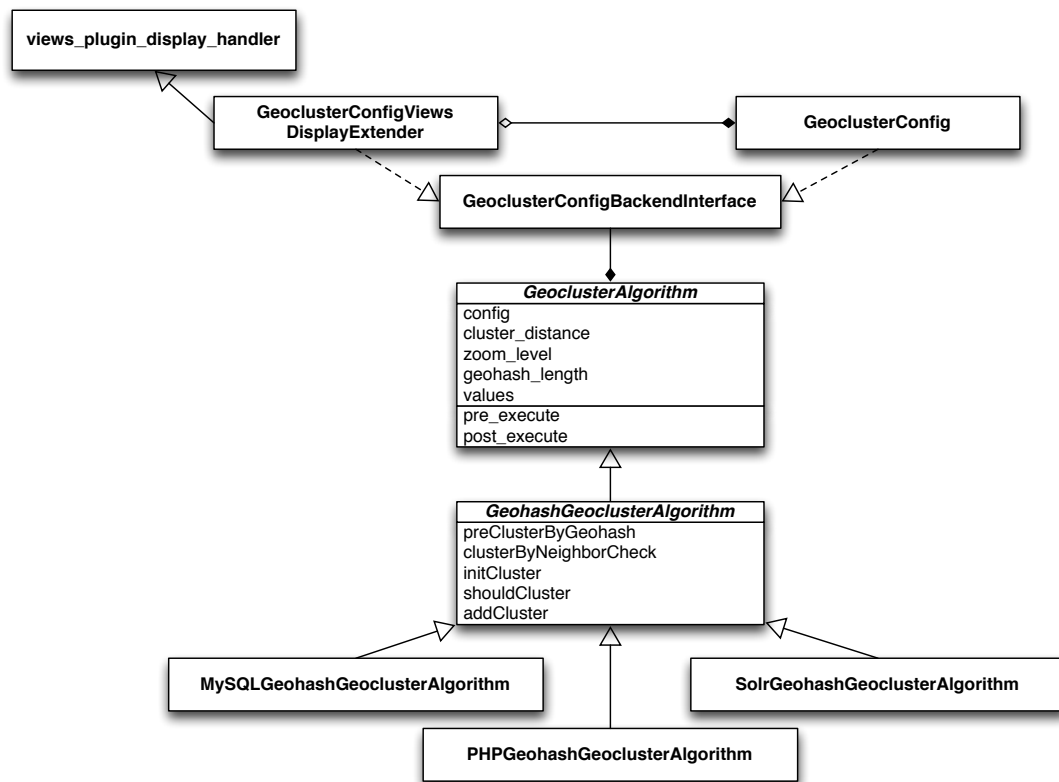 views_plugin_display_handler
GeoclusterConfigViews
DisplayExtender
GeoclusterConfig
GeoclusterConfigBackendInterface
GeoclusterAlgorithm
config
cluster_distance
zoom_level
geohash_length
values
pre_execute
post_execute
GeohashGeoclusterAlgorithm
preClusterByGeohash
clusterByNeighborCheck
initCluster
shouldCluster
addCluster
MySQLGeohashGeoclusterAlgorithm
SolrGeohashGeoclusterAlgorithm
PHPGeohashGeoclusterAlgorithm